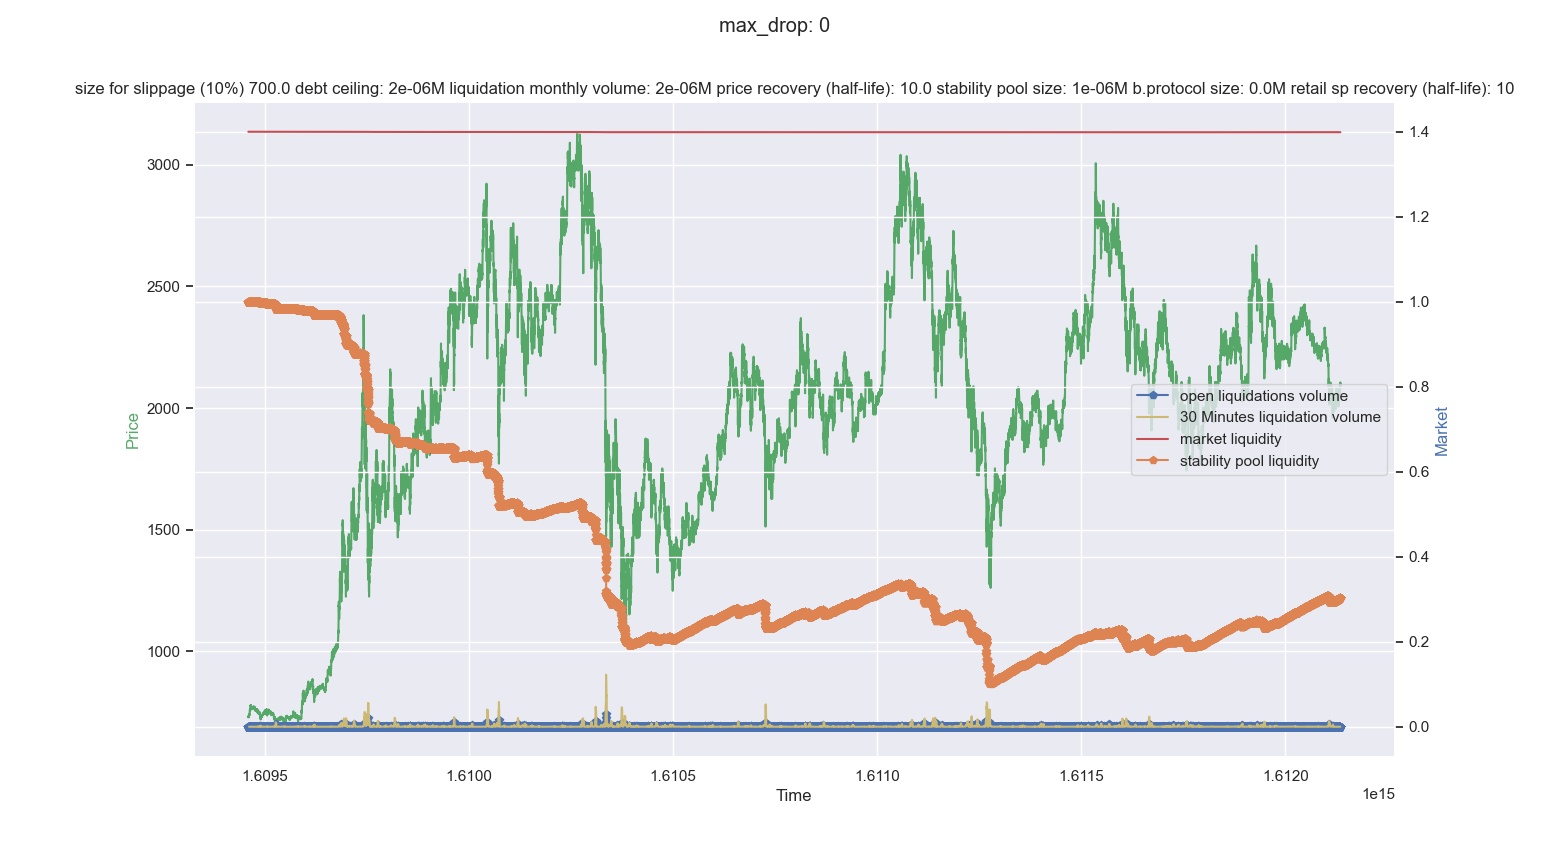 max_drop: 0
size for slippage (10%) 700.0 debt ceiling: 2e-06M liquidation monthly volume: 2e-06M price recovery (half-life): 10.0 stability pool size: 1e-06M b.protocol size: 0.0M retail sp recovery (half-life): 10
3000
2500
2000
1500
1000
Price
1.4
1.2
1.0
0.8
0.6
0.4
0.2
0.0
Market
open liquidations volume
30 Minutes liquidation volume
market liquidity
stability pool liquidity
1.6095 1.6100 1.6105 1.6110 1.6115 1.6120
1e15
Time